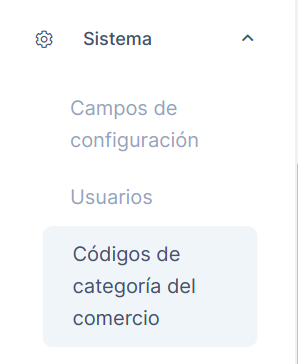 Sistema
Campos de
configuración
Usuarios
Códigos de
categoría del
comercio